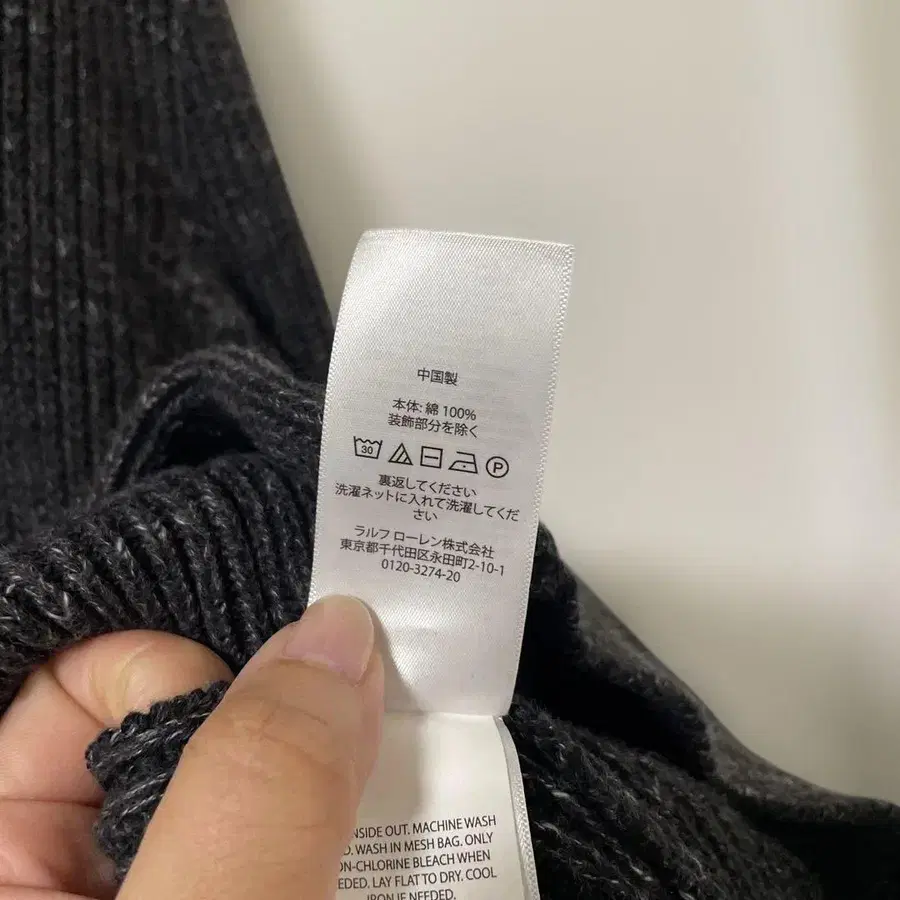 中国製
本体: 綿 100%
装飾部分を除く
30 P
裏返してください
洗濯ネットに入れて洗濯してくだ
さい
ラルフ ローレン株式会社
東京都千代田区永田町2-10-1
0120-3274-20
INSIDE OUT. MACHINE WASH
WASH IN MESH BAG. ONLY
NON-CHLORINE BLEACH WHEN
LAY FLAT TO DRY. COOL
IRON IF NEEDED.